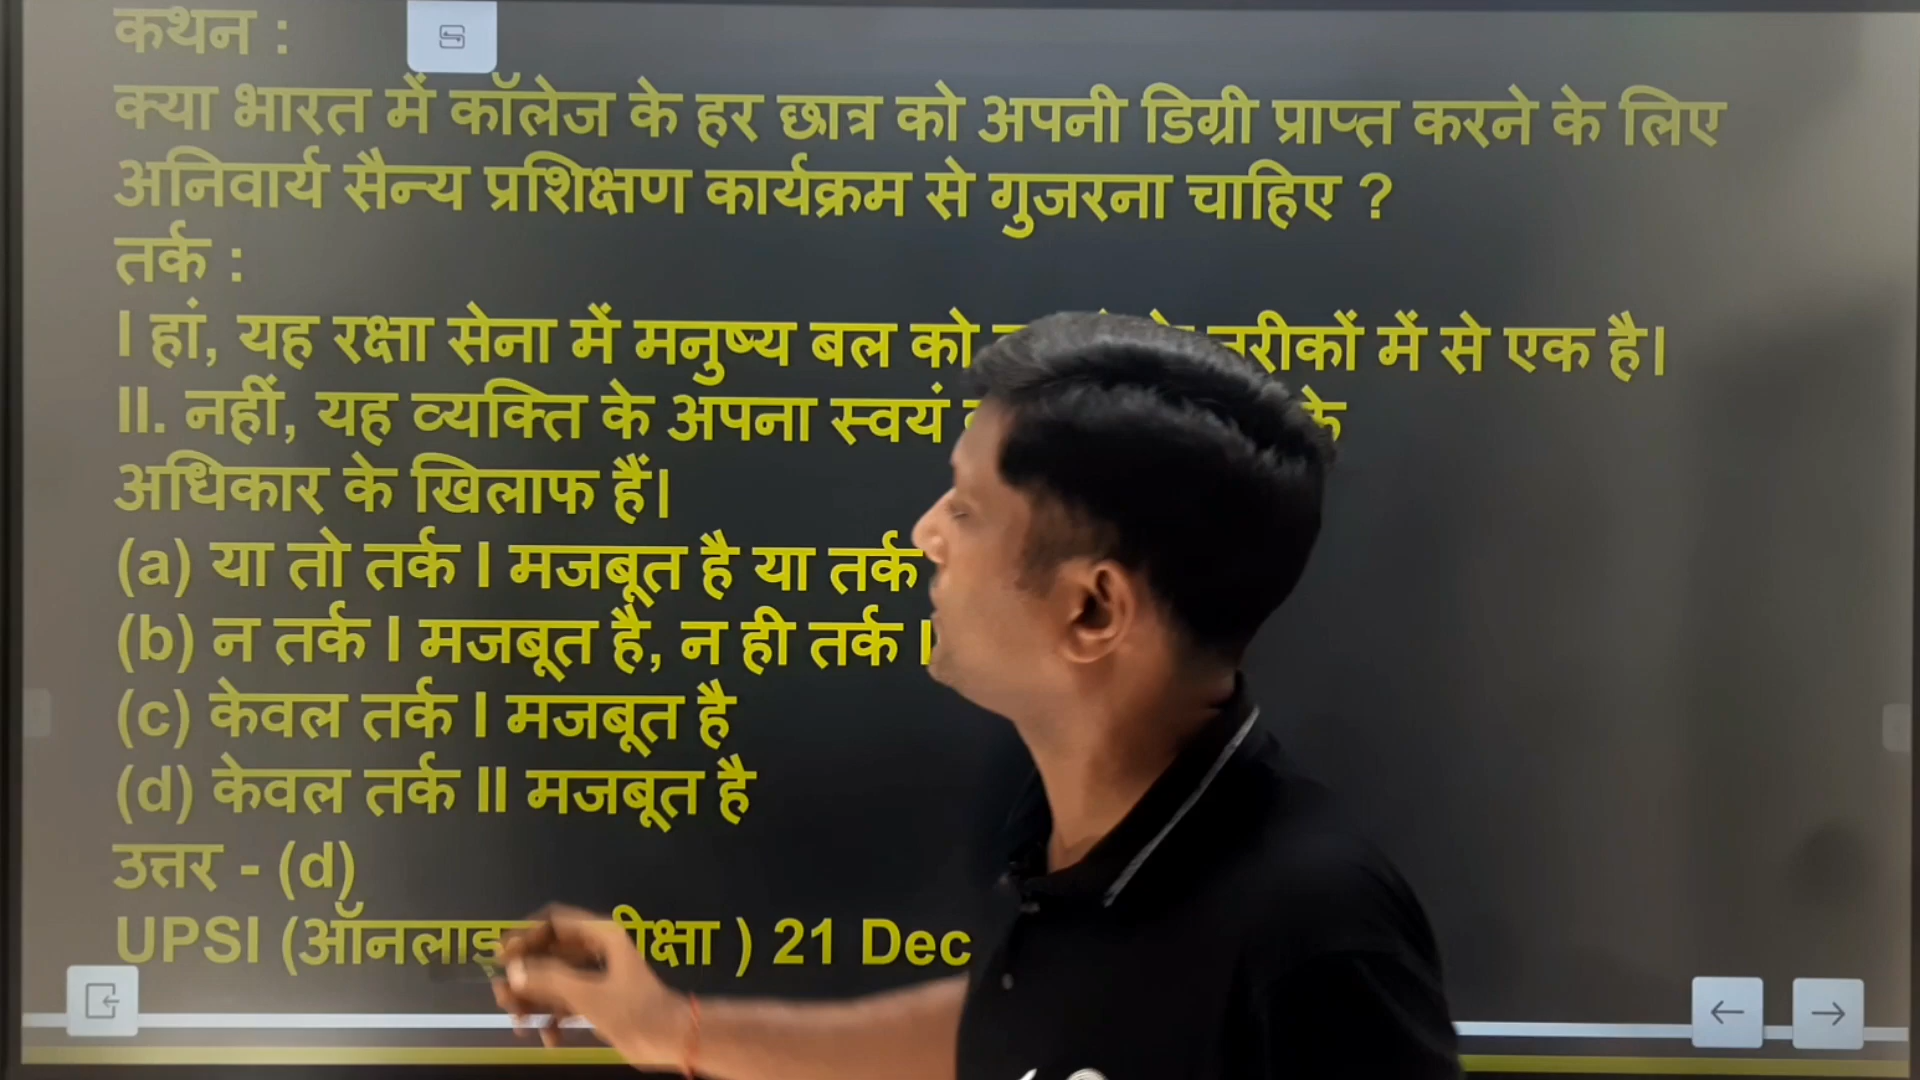 कथन :
क्या भारत में कॉलेज के हर छात्र को अपनी डिग्री प्राप्त करने के लिए
अनिवार्य सैन्य प्रशिक्षण कार्यक्रम से गुजरना चाहिए ?
तर्क :
I हां, यह रक्षा सेना में मनुष्य बल को तरीकों में से एक है।
II. नहीं, यह व्यक्ति के अपना स्वयं के
अधिकार के खिलाफ हैं।
(a) या तो तर्क I मजबूत है या तर्क
(b) न तर्क I मजबूत है, न ही तर्क
(c) केवल तर्क I मजबूत है
(d) केवल तर्क II मजबूत है
उत्तर - (d)
UPSI ( ) 21 Dec